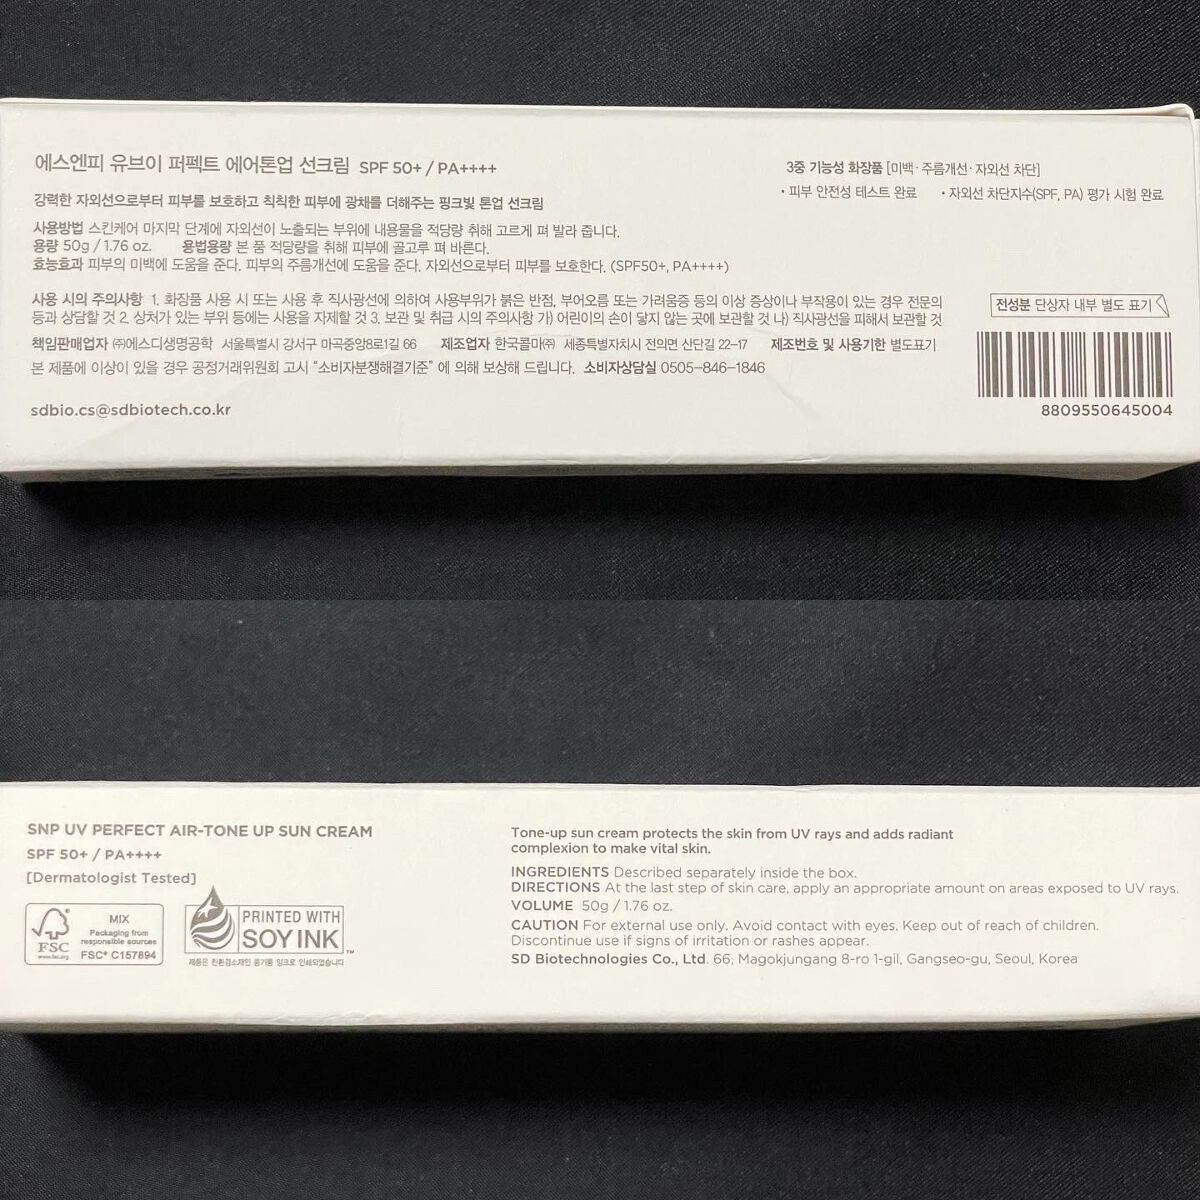 에스엔피 유브이 퍼펙트 에어톤업 선크림 SPF 50+ / PA++++
강력한 자외선으로부터 피부를 보호하고 칙칙한 피부에 광채를 더해주는 핑크빛 톤업 선크림
사용방법 스킨케어 마지막 단계에 자외선이 노출되는 부위에 내용물을 적당량 취해 고르게 펴 발라 줍니다.
용량 50g / 1.76 oz. 용법용량 본 품 적당량을 취해 피부에 골고루 펴 바른다.
효능효과 피부의 미백에 도움을 준다. 피부의 주름개선에 도움을 준다. 자외선으로부터 피부를 보호한다. (SPF50+, PA++++)
사용 시의 주의사항 1. 화장품 사용 시 또는 사용 후 직사광선에 의하여 사용부위가 붉은 반점, 부어오름 또는 가려움증 등의 이상 증상이나 부작용이 있는 경우 전문의
등과 상담할 것 2. 상처가 있는 부위 등에는 사용을 자제할 것 3. 보관 및 취급 시의 주의사항 가) 어린이의 손이 닿지 않는 곳에 보관할 것 나) 직사광선을 피해서 보관할 것
책임판매업자 ㈜에스디생명공학 서울특별시 강서구 마곡중앙8로1길 66 제조업자 한국콜마㈜ 세종특별자치시 전의면 산단길 22-17 제조번호 및 사용기한 별도표기
본 제품에 이상이 있을 경우 공정거래위원회 고시 "소비자분쟁해결기준" 에 의해 보상해 드립니다. 소비자상담실 0505-846-1846
sdbio.cs@sdbiotech.co.kr
3중 기능성 화장품 [미백·주름개선·자외선 차단]
• 피부 안전성 테스트 완료 • 자외선 차단지수(SPF, PA) 평가 시험 완료
전성분 단상자 내부 별도 표기
8809550645004
SNP UV PERFECT AIR-TONE UP SUN CREAM
SPF 50+ / PA++++
[Dermatologist Tested]
FSC
www.fsc.org
MIX
Packaging from
responsible sources
FSC® C157894
PRINTED WITH
SOY INK™
제품은 친환경소재인 콩기름 잉크로 인쇄되었습니다
Tone-up sun cream protects the skin from UV rays and adds radiant
complexion to make vital skin.
INGREDIENTS Described separately inside the box.
DIRECTIONS At the last step of skin care, apply an appropriate amount on areas exposed to UV rays.
VOLUME 50g / 1.76 oz.
CAUTION For external use only. Avoid contact with eyes. Keep out of reach of children.
Discontinue use if signs of irritation or rashes appear.
SD Biotechnologies Co., Ltd. 66, Magokjungang 8-ro 1-gil, Gangseo-gu, Seoul, Korea